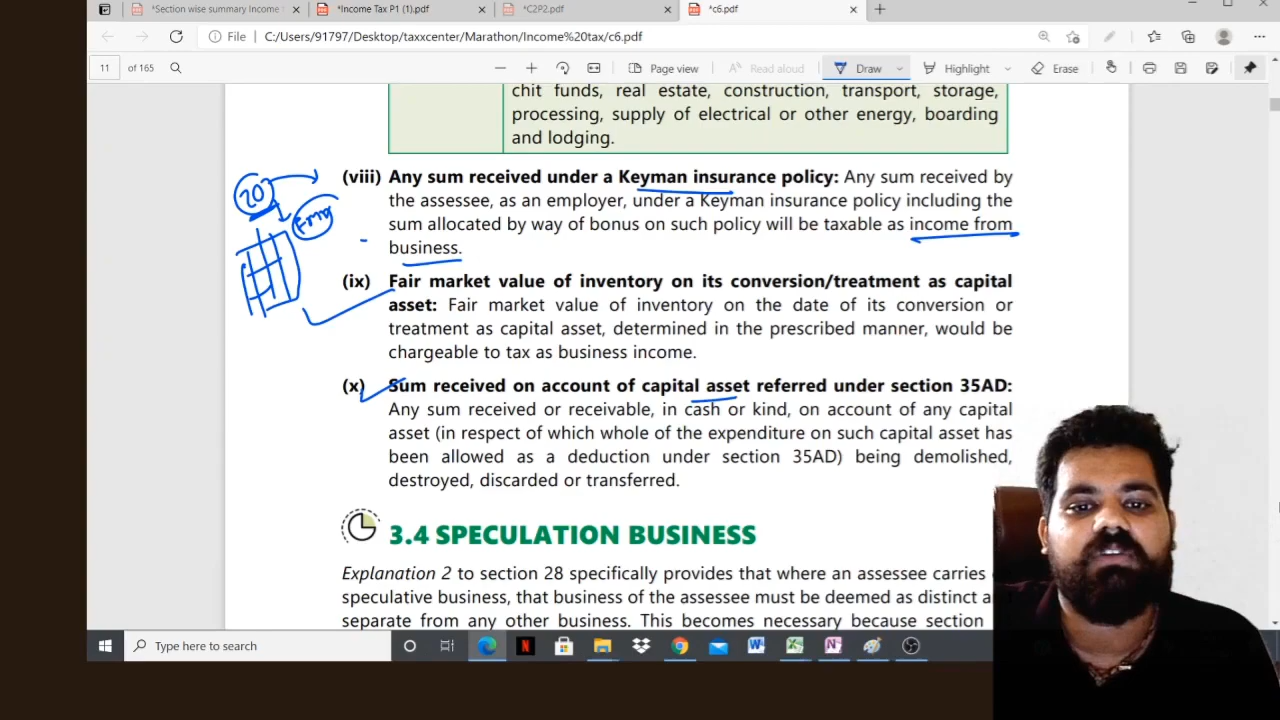 *Section wise summary Income
*Income Tax P1 (1).pdf
*C2P2.pdf
*c6.pdf
File
C:/Users/91797/Desktop/taxxcenter/Marathon/Income%20tax/c6.pdf
11 of 165
Page view
Read aloud
Draw
Highlight
Erase
chit funds, real estate, construction, transport, storage,
processing, supply of electrical or other energy, boarding
and lodging.
20
FMV
(viii) Any sum received under a Keyman insurance policy: Any sum received by
the assessee, as an employer, under a Keyman insurance policy including the
sum allocated by way of bonus on such policy will be taxable as income from
business.
(ix) Fair market value of inventory on its conversion/treatment as capital
asset: Fair market value of inventory on the date of its conversion or
treatment as capital asset, determined in the prescribed manner, would be
chargeable to tax as business income.
(x) Sum received on account of capital asset referred under section 35AD:
Any sum received or receivable, in cash or kind, on account of any capital
asset (in respect of which whole of the expenditure on such capital asset has
been allowed as a deduction under section 35AD) being demolished,
destroyed, discarded or transferred.
3.4 SPECULATION BUSINESS
Explanation 2 to section 28 specifically provides that where an assessee carries
speculative business, that business of the assessee must be deemed as distinct
separate from any other business. This becomes necessary because section
Type here to search